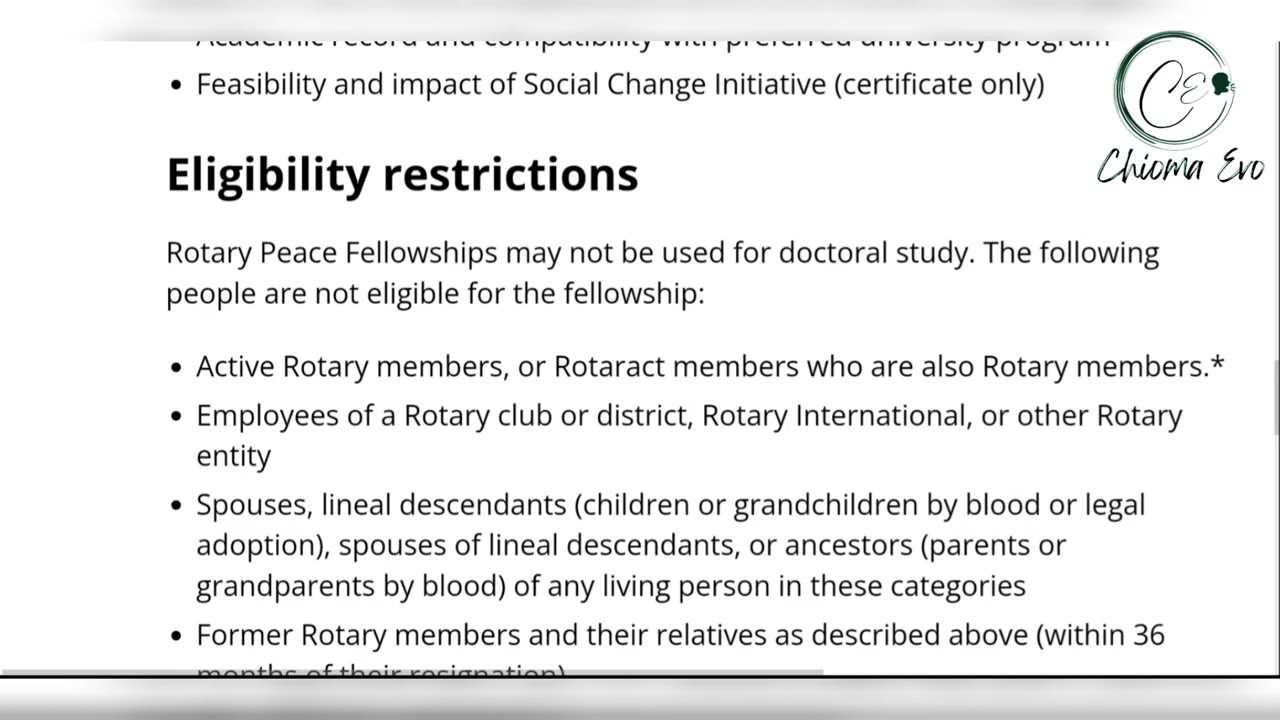 Academic record and compatibility with preferred university program
• Feasibility and impact of Social Change Initiative (certificate only)
CE
Chioma Evo
Eligibility restrictions
Rotary Peace Fellowships may not be used for doctoral study. The following
people are not eligible for the fellowship:
• Active Rotary members, or Rotaract members who are also Rotary members.*
• Employees of a Rotary club or district, Rotary International, or other Rotary
entity
• Spouses, lineal descendants (children or grandchildren by blood or legal
adoption), spouses of lineal descendants, or ancestors (parents or
grandparents by blood) of any living person in these categories
• Former Rotary members and their relatives as described above (within 36
months of their resignation)